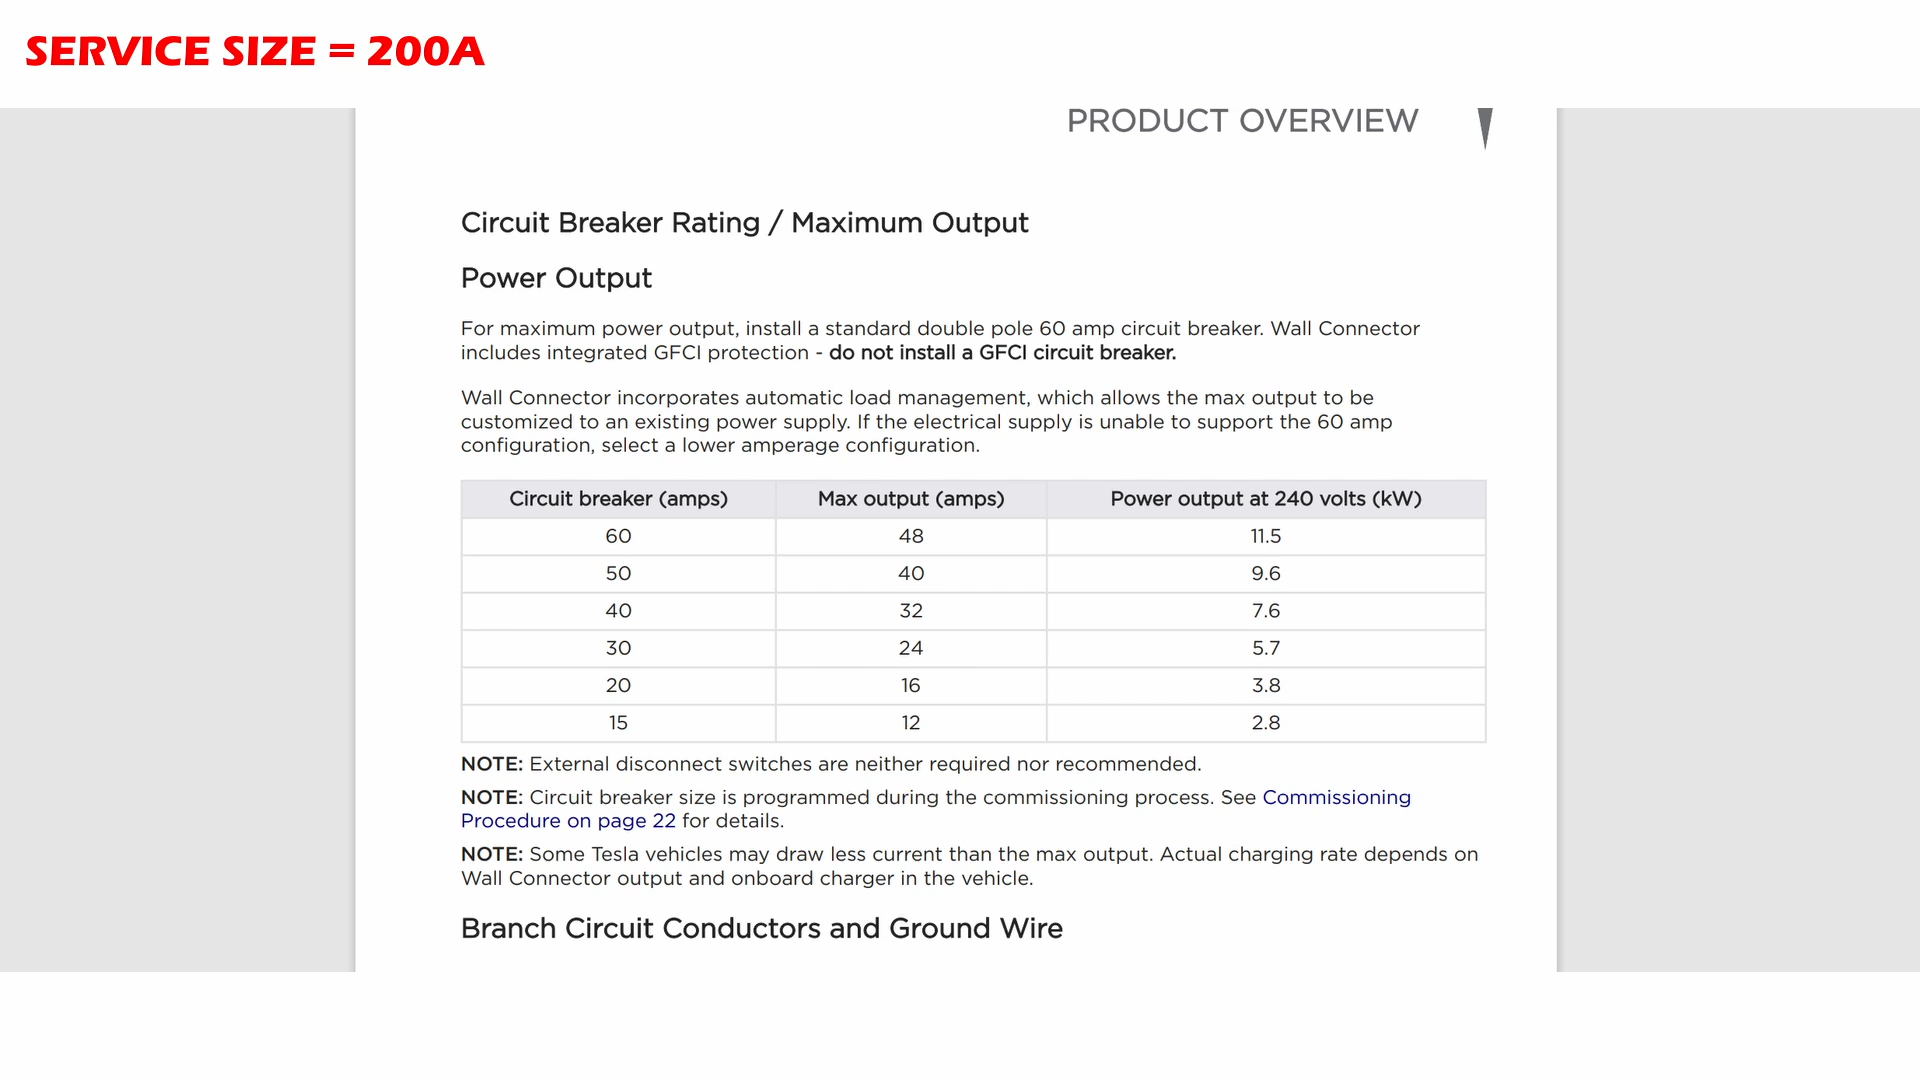 SERVICE SIZE = 200A
PRODUCT OVERVIEW
Circuit Breaker Rating / Maximum Output
Power Output
For maximum power output, install a standard double pole 60 amp circuit breaker. Wall Connector
includes integrated GFCI protection - do not install a GFCI circuit breaker.
Wall Connector incorporates automatic load management, which allows the max output to be
customized to an existing power supply. If the electrical supply is unable to support the 60 amp
configuration, select a lower amperage configuration.
Circuit breaker (amps) Max output (amps) Power output at 240 volts (kW)
60 48 11.5
50 40 9.6
40 32 7.6
30 24 5.7
20 16 3.8
15 12 2.8
NOTE: External disconnect switches are neither required nor recommended.
NOTE: Circuit breaker size is programmed during the commissioning process. See Commissioning
Procedure on page 22 for details.
NOTE: Some Tesla vehicles may draw less current than the max output. Actual charging rate depends on
Wall Connector output and onboard charger in the vehicle.
Branch Circuit Conductors and Ground Wire